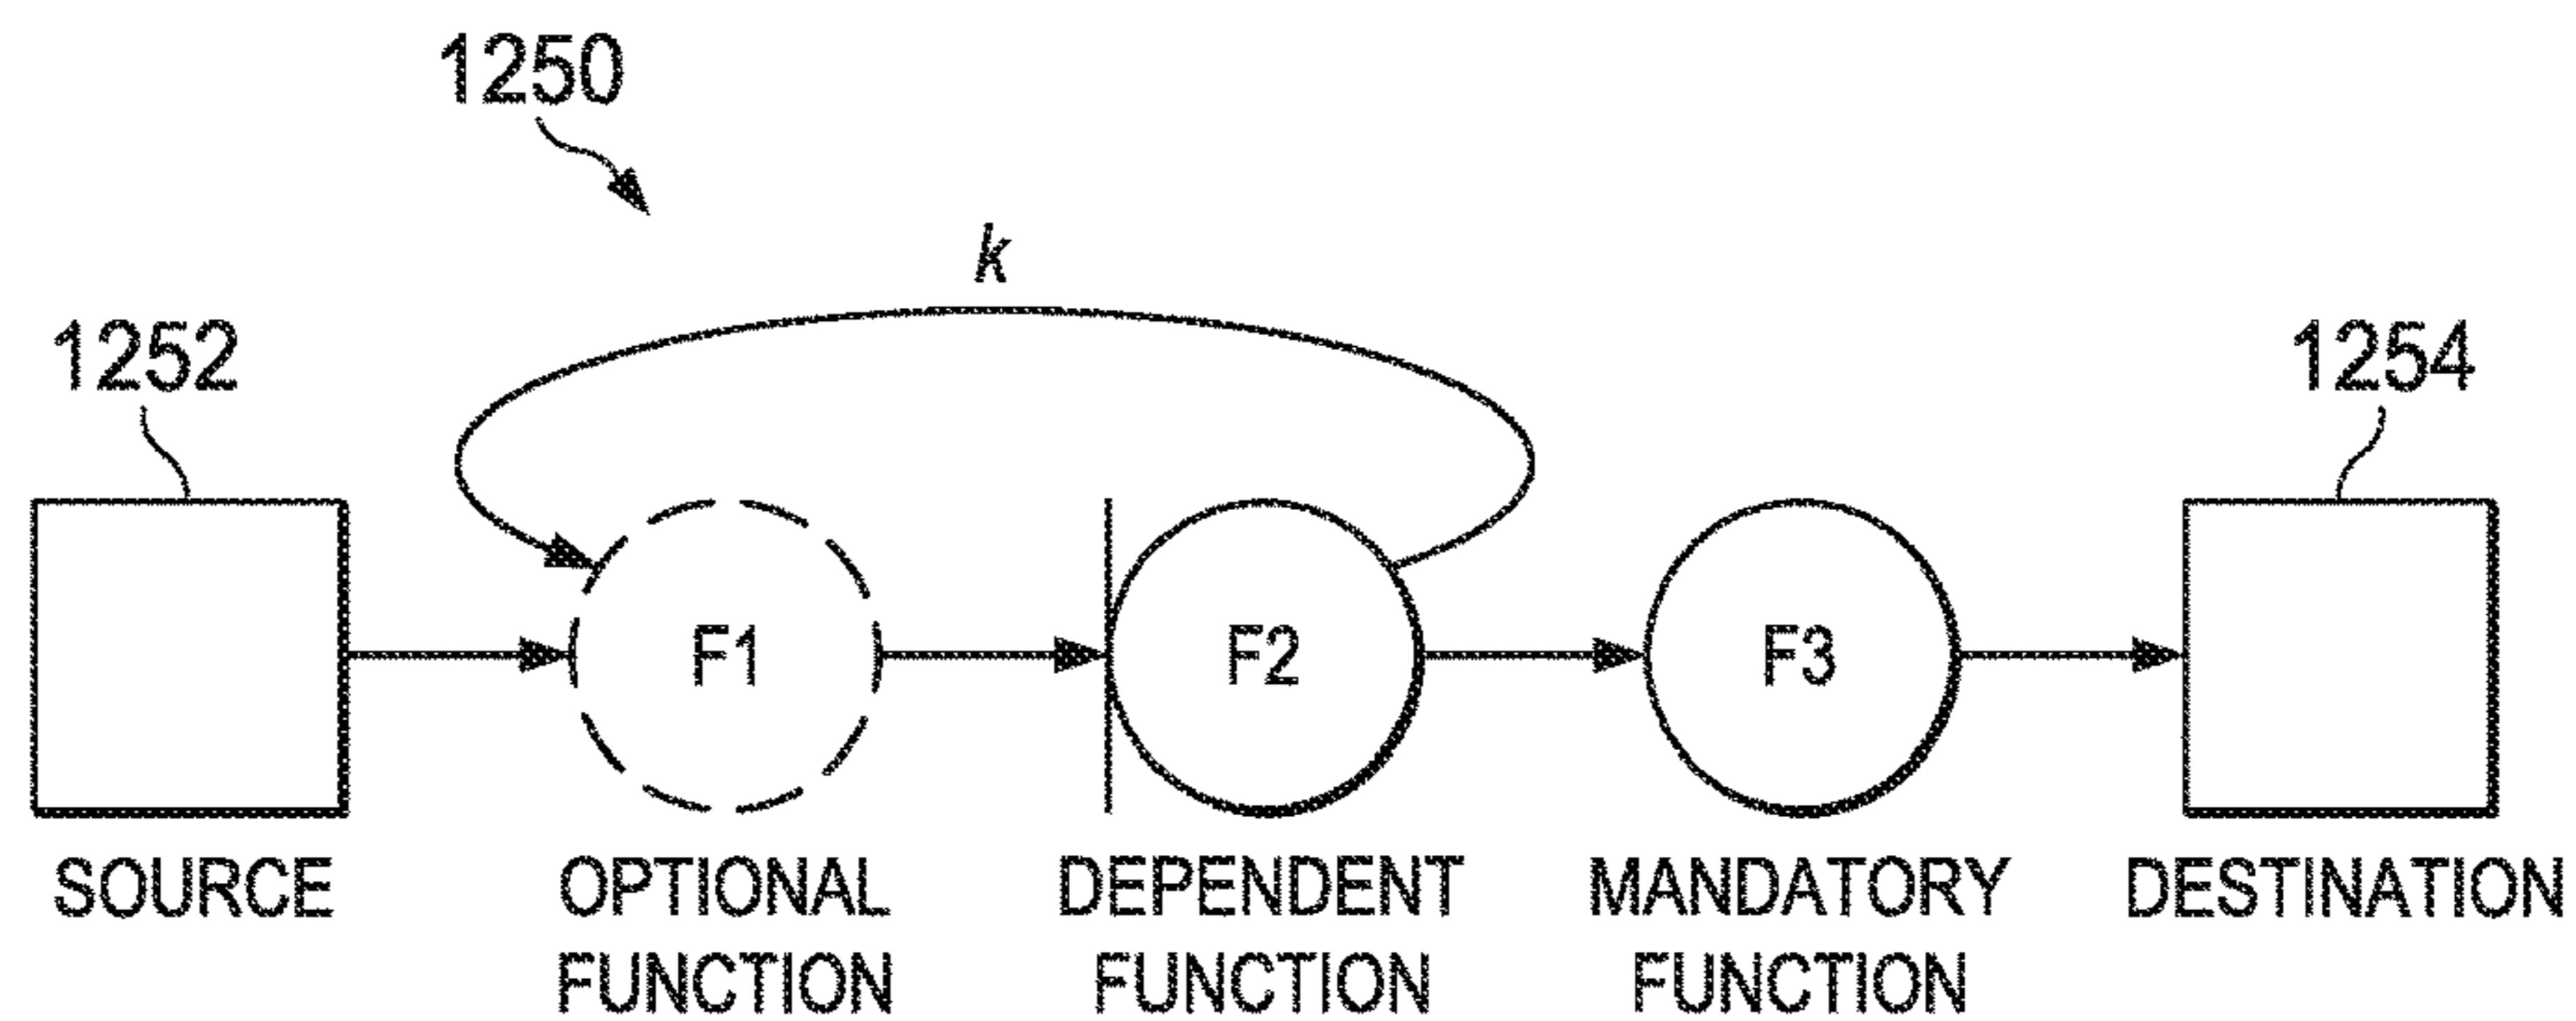 1250
k
1252
1254
F1
F2
F3
SOURCE
OPTIONAL
FUNCTION
DEPENDENT
FUNCTION
MANDATORY
FUNCTION
DESTINATION